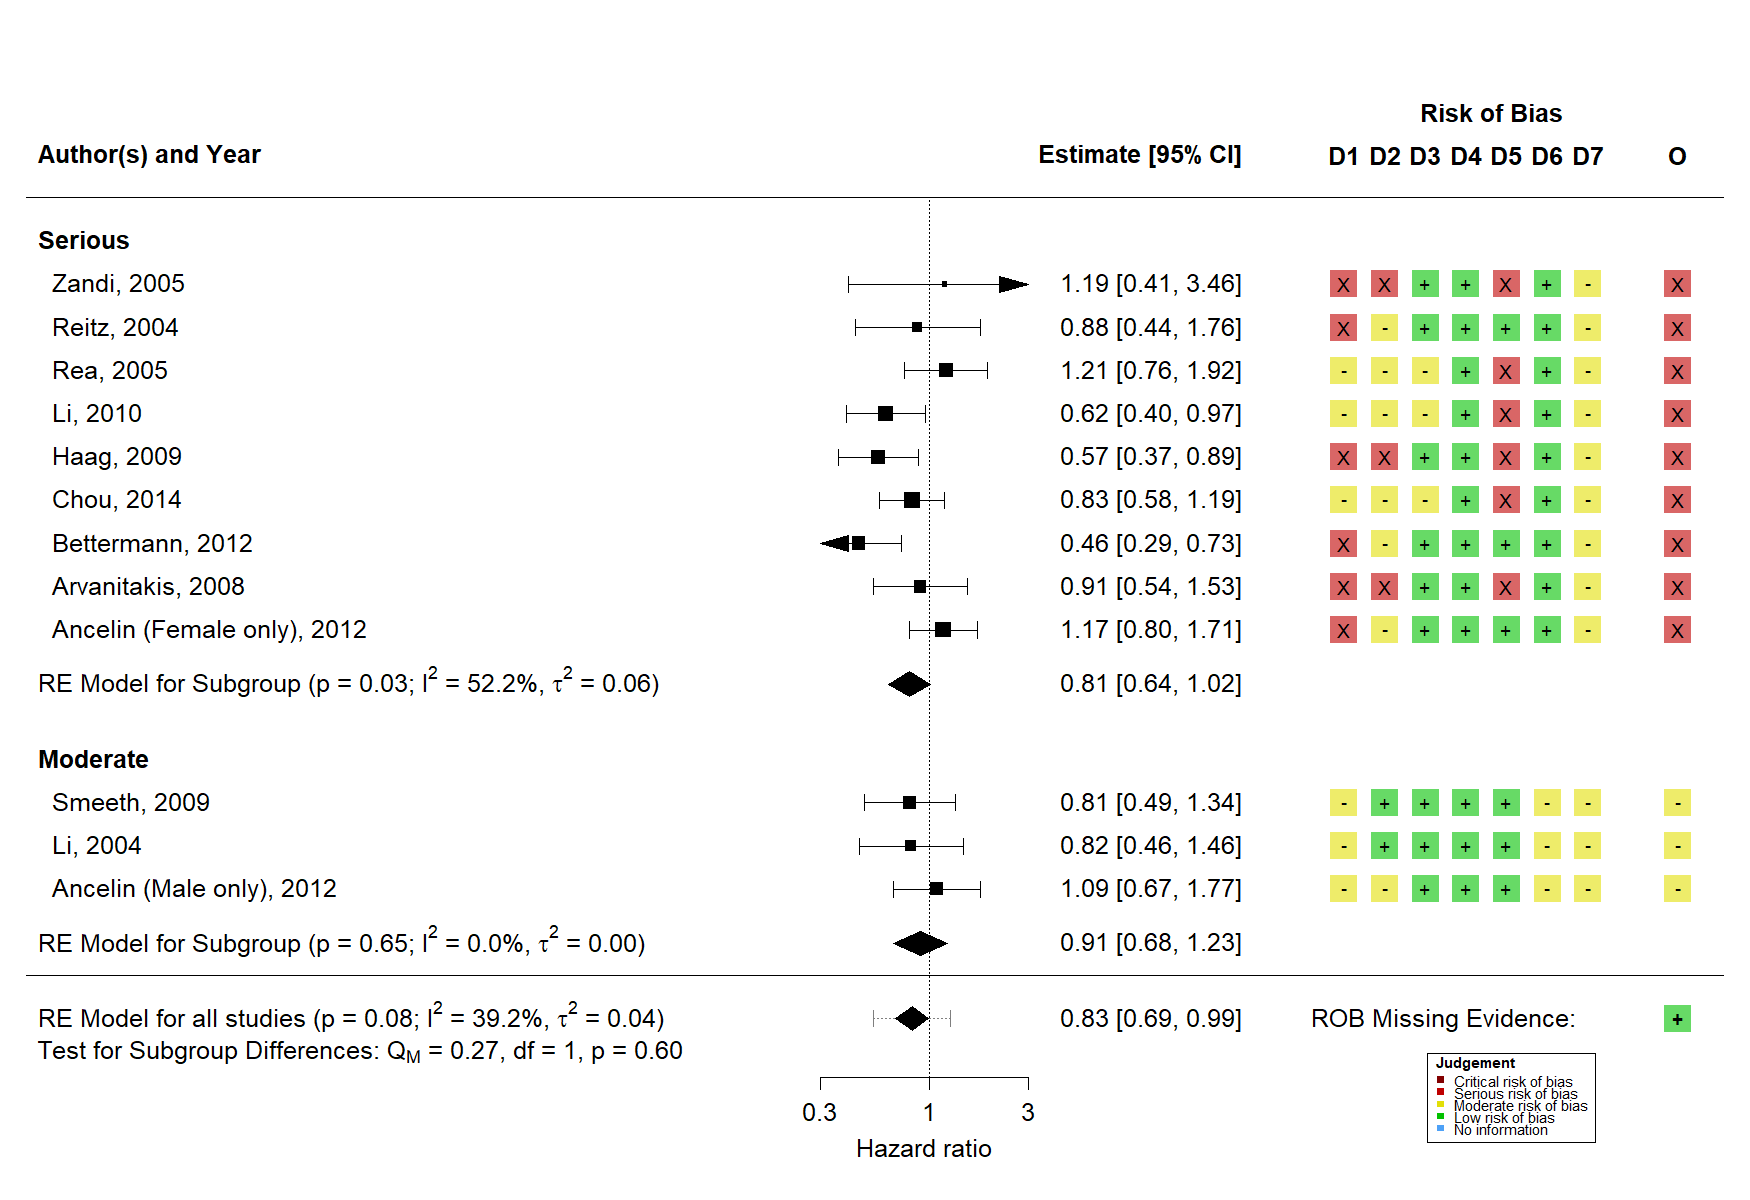 Risk of Bias
Author(s) and Year Estimate [95% CI] D1 D2 D3 D4 D5 D6 D7 O
Serious
Zandi, 2005 1.19 [0.41, 3.46] X X + + X + - X
Reitz, 2004 0.88 [0.44, 1.76] X - + + + + - X
Rea, 2005 1.21 [0.76, 1.92] - - - + X + - X
Li, 2010 0.62 [0.40, 0.97] - - - + X + - X
Haag, 2009 0.57 [0.37, 0.89] X X + + X + - X
Chou, 2014 0.83 [0.58, 1.19] - - - + X + - X
Bettermann, 2012 0.46 [0.29, 0.73] X - + + + + - X
Arvanitakis, 2008 0.91 [0.54, 1.53] X X + + X + - X
Ancelin (Female only), 2012 1.17 [0.80, 1.71] X - + + + + - X
RE Model for Subgroup (p = 0.03; I² = 52.2%, τ² = 0.06) 0.81 [0.64, 1.02]
Moderate
Smeeth, 2009 0.81 [0.49, 1.34] - + + + + - - -
Li, 2004 0.82 [0.46, 1.46] - + + + + - - -
Ancelin (Male only), 2012 1.09 [0.67, 1.77] - - + + + - - -
RE Model for Subgroup (p = 0.65; I² = 0.0%, τ² = 0.00) 0.91 [0.68, 1.23]
RE Model for all studies (p = 0.08; I² = 39.2%, τ² = 0.04) 0.83 [0.69, 0.99] ROB Missing Evidence: +
Test for Subgroup Differences: Q_M = 0.27, df = 1, p = 0.60
Judgement
Critical risk of bias
Serious risk of bias
Moderate risk of bias
Low risk of bias
No information
0.3 1 3
Hazard ratio